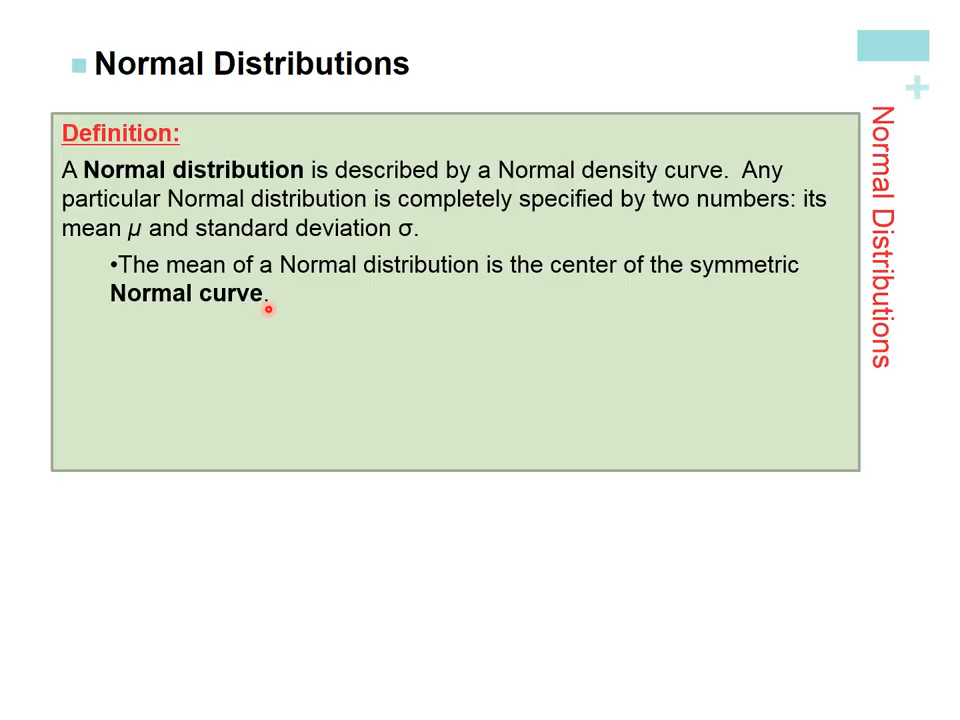 Normal Distributions
Definition:
A Normal distribution is described by a Normal density curve. Any
particular Normal distribution is completely specified by two numbers: its
mean µ and standard deviation σ.
•The mean of a Normal distribution is the center of the symmetric
Normal curve.
+
Normal Distributions